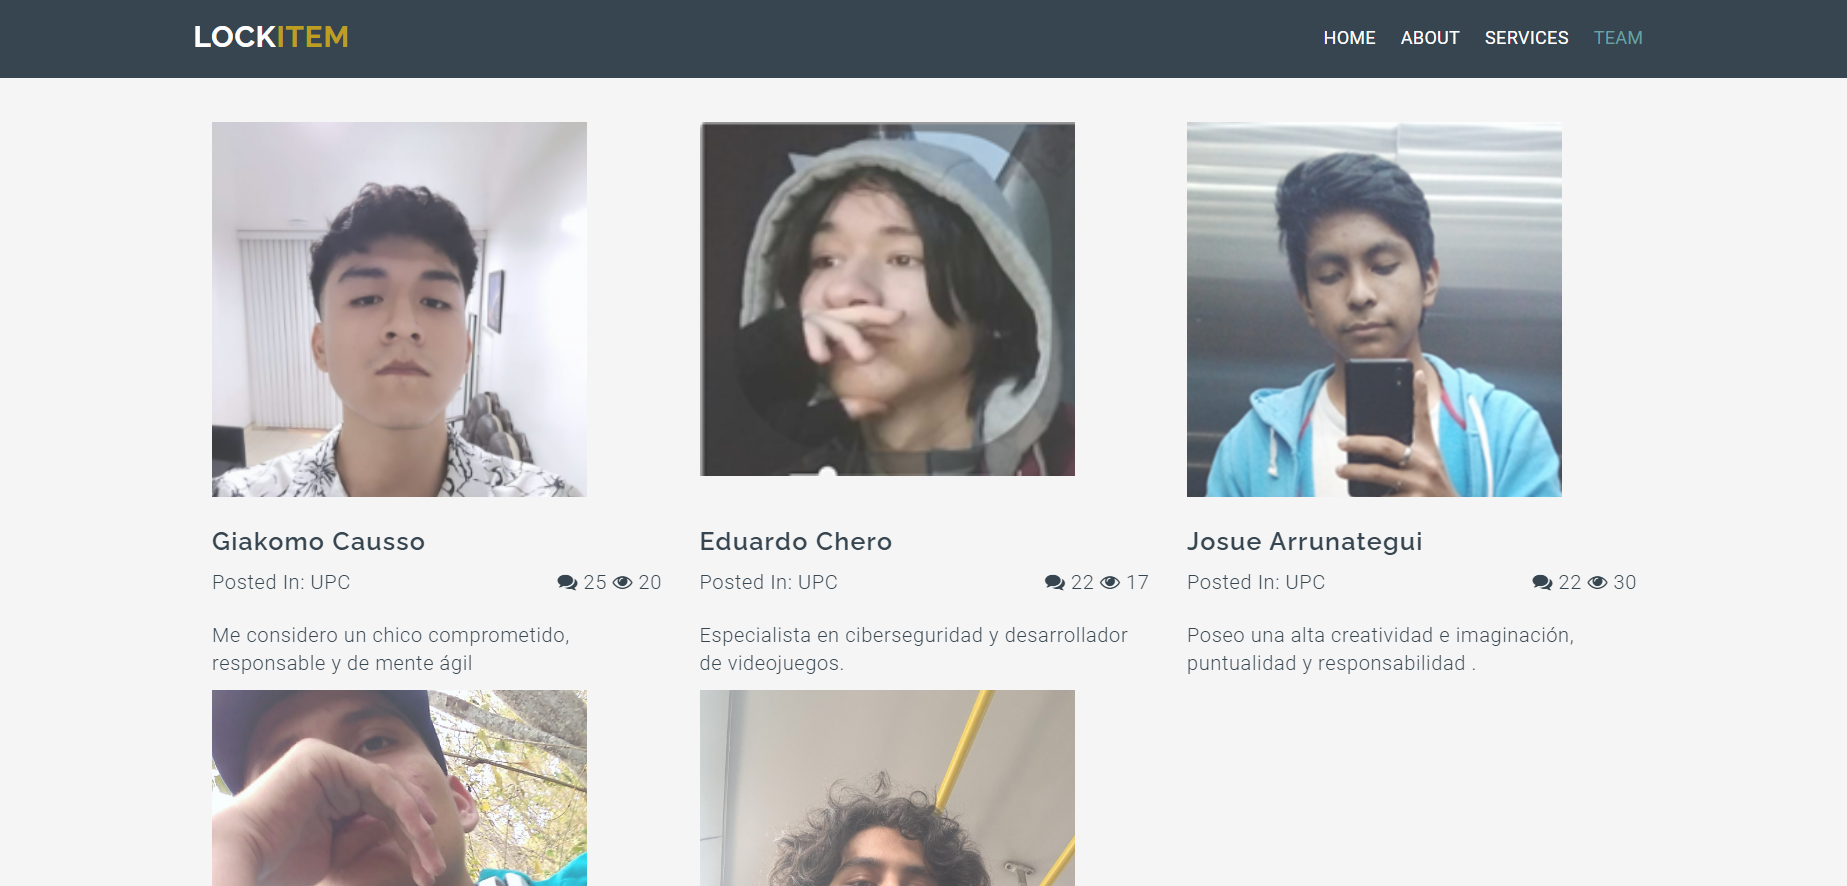 LOCKITEM
HOME ABOUT SERVICES TEAM
Giakomo Causso
Posted In: UPC 25 20
Me considero un chico comprometido,
responsable y de mente ágil
Eduardo Chero
Posted In: UPC 22 17
Especialista en ciberseguridad y desarrollador
de videojuegos.
Josue Arrunategui
Posted In: UPC 22 30
Poseo una alta creatividad e imaginación,
puntualidad y responsabilidad .